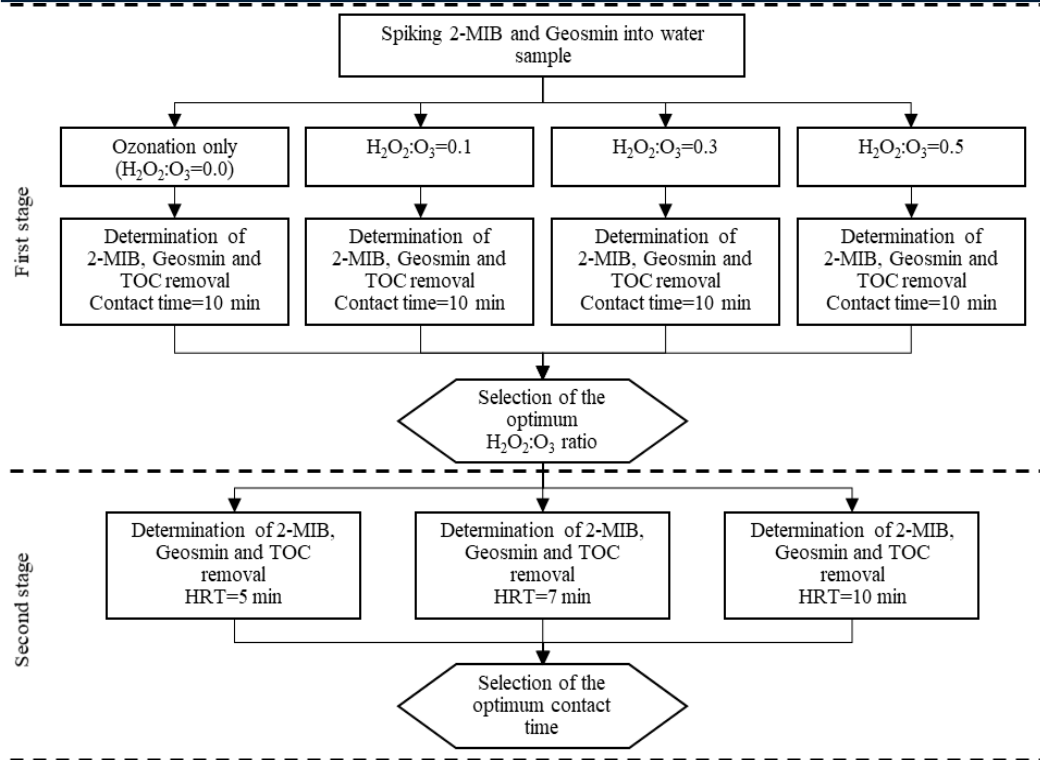 Spiking 2-MIB and Geosmin into water
sample
First stage
Ozonation only
(H₂O₂:O₃=0.0)
H₂O₂:O₃=0.1
H₂O₂:O₃=0.3
H₂O₂:O₃=0.5
Determination of
2-MIB, Geosmin and
TOC removal
Contact time=10 min
Determination of
2-MIB, Geosmin and
TOC removal
Contact time=10 min
Determination of
2-MIB, Geosmin and
TOC removal
Contact time=10 min
Determination of
2-MIB, Geosmin and
TOC removal
Contact time=10 min
Selection of the
optimum
H₂O₂:O₃ ratio
Second stage
Determination of 2-MIB,
Geosmin and TOC
removal
HRT=5 min
Determination of 2-MIB,
Geosmin and TOC
removal
HRT=7 min
Determination of 2-MIB,
Geosmin and TOC
removal
HRT=10 min
Selection of the
optimum contact
time